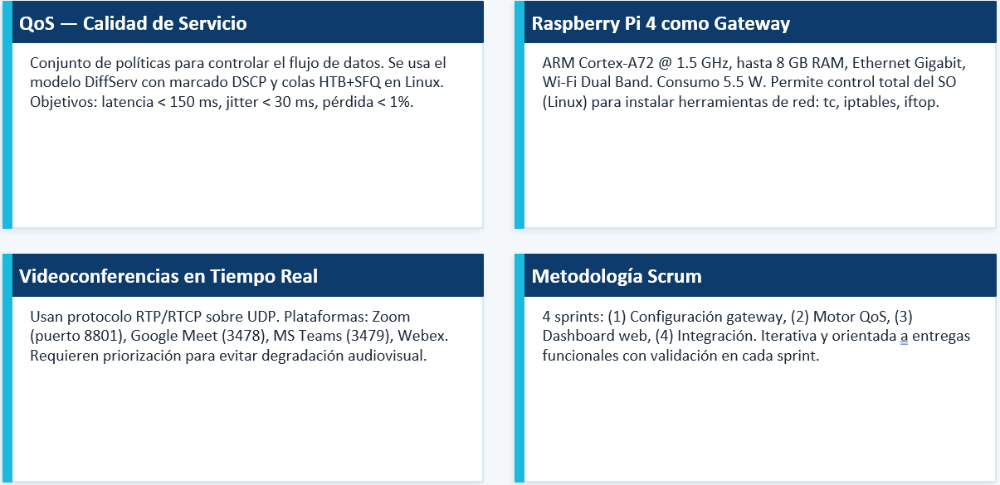 QoS — Calidad de Servicio
Conjunto de políticas para controlar el flujo de datos. Se usa el
modelo DiffServ con marcado DSCP y colas HTB+SFQ en Linux.
Objetivos: latencia < 150 ms, jitter < 30 ms, pérdida < 1%.
Raspberry Pi 4 como Gateway
ARM Cortex-A72 @ 1.5 GHz, hasta 8 GB RAM, Ethernet Gigabit,
Wi-Fi Dual Band. Consumo 5.5 W. Permite control total del SO
(Linux) para instalar herramientas de red: tc, iptables, iftop.
Videoconferencias en Tiempo Real
Usan protocolo RTP/RTCP sobre UDP. Plataformas: Zoom
(puerto 8801), Google Meet (3478), MS Teams (3479), Webex.
Requieren priorización para evitar degradación audiovisual.
Metodología Scrum
4 sprints: (1) Configuración gateway, (2) Motor QoS, (3)
Dashboard web, (4) Integración. Iterativa y orientada a entregas
funcionales con validación en cada sprint.